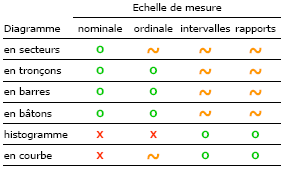 Echelle de mesure
Diagramme nominale ordinale intervalles rapports
en secteurs O ~ ~ ~
en tronçons O O ~ ~
en barres O O ~ ~
en bâtons O O ~ ~
histogramme X X O O
en courbe X ~ O O